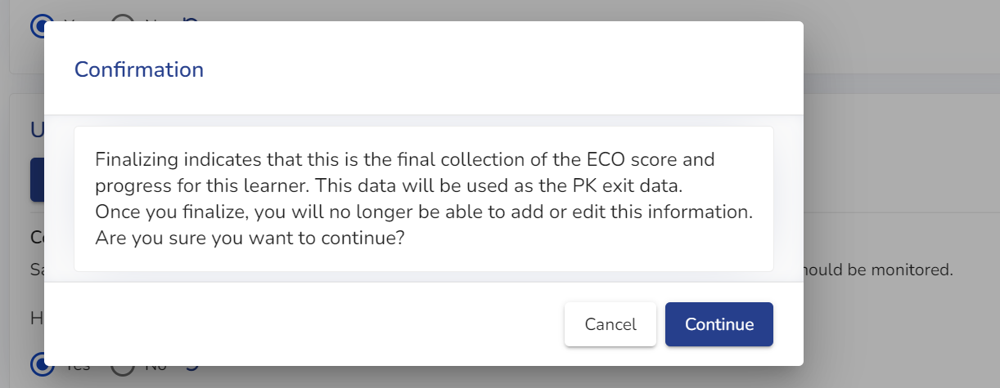 Confirmation
Finalizing indicates that this is the final collection of the ECO score and
progress for this learner. This data will be used as the PK exit data.
Once you finalize, you will no longer be able to add or edit this information.
Are you sure you want to continue?
be monitored.
Cancel
Continue
Yes No